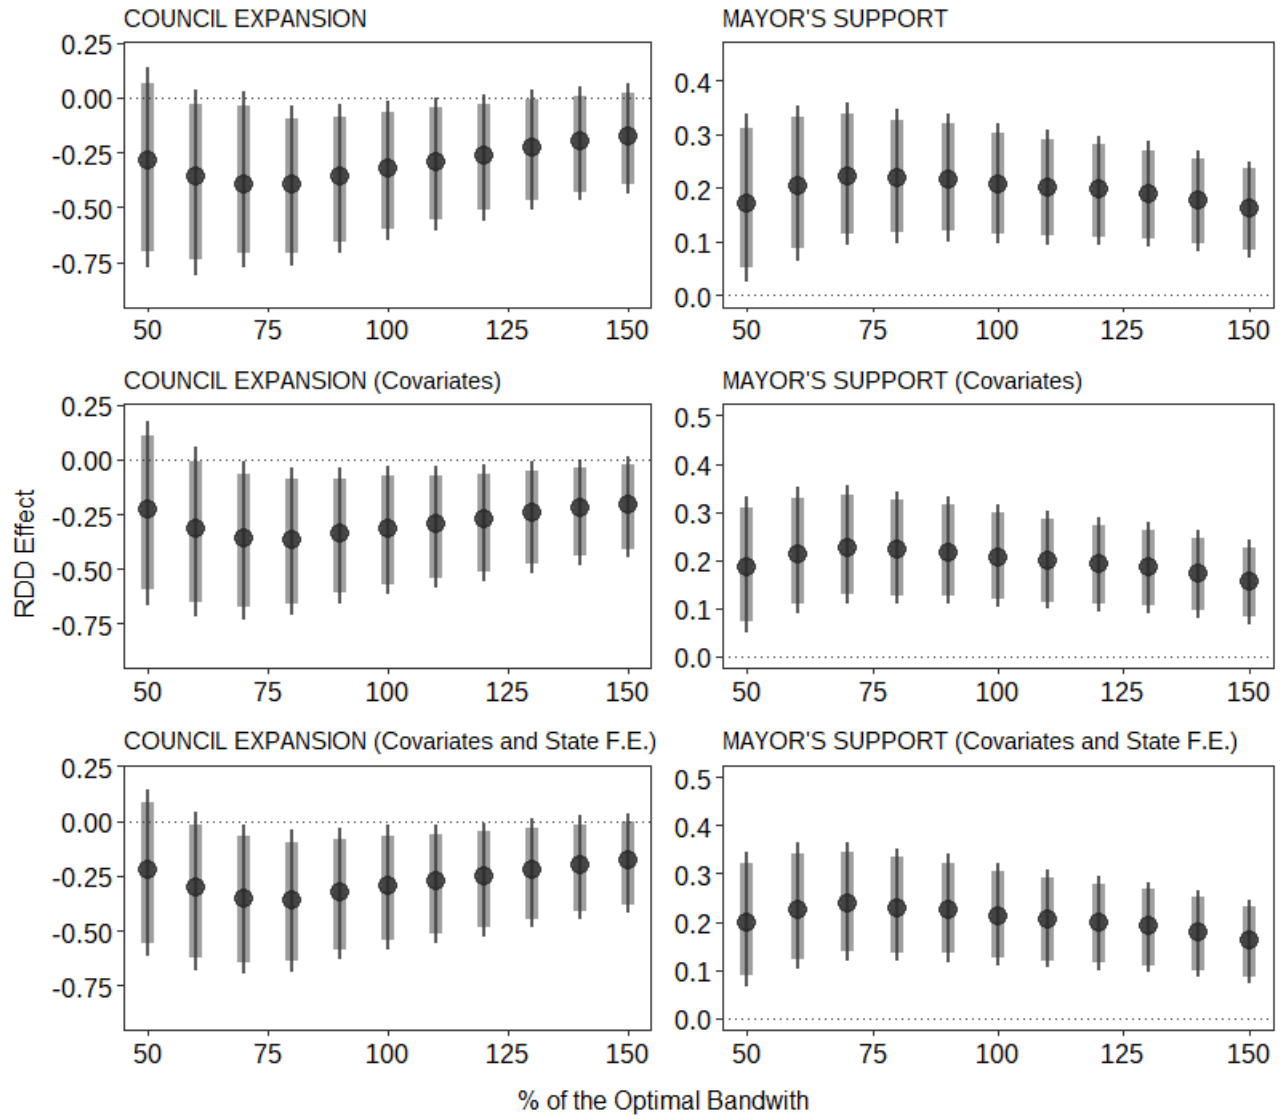 COUNCIL EXPANSION
0.25
0.00
-0.25
-0.50
-0.75
50 75 100 125 150
MAYOR'S SUPPORT
0.4
0.3
0.2
0.1
0.0
50 75 100 125 150
COUNCIL EXPANSION (Covariates)
0.25
0.00
-0.25
-0.50
-0.75
50 75 100 125 150
MAYOR'S SUPPORT (Covariates)
0.5
0.4
0.3
0.2
0.1
0.0
50 75 100 125 150
COUNCIL EXPANSION (Covariates and State F.E.)
0.25
0.00
-0.25
-0.50
-0.75
50 75 100 125 150
MAYOR'S SUPPORT (Covariates and State F.E.)
0.5
0.4
0.3
0.2
0.1
0.0
50 75 100 125 150
RDD Effect
% of the Optimal Bandwith